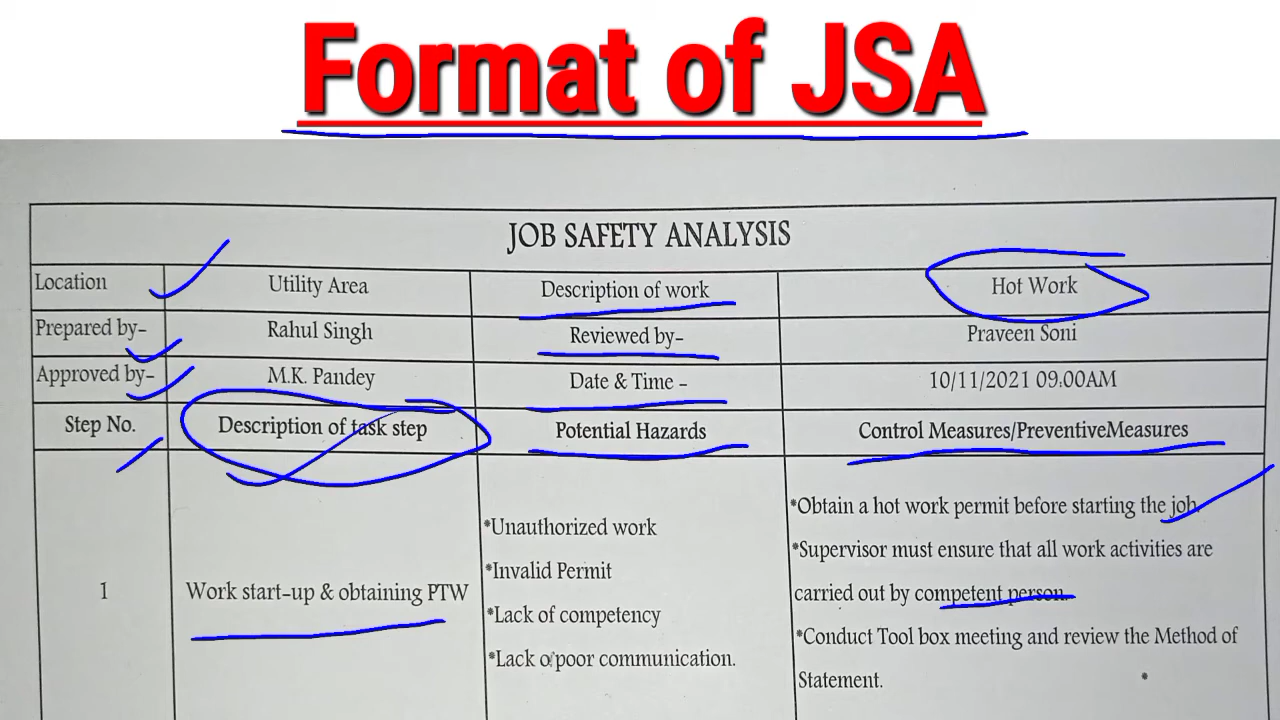 Format of JSA
JOB SAFETY ANALYSIS
Location Utility Area Description of work Hot Work
Prepared by- Rahul Singh Reviewed by- Praveen Soni
Approved by- M.K. Pandey Date & Time - 10/11/2021 09:00AM
Step No. Description of task step Potential Hazards Control Measures/PreventiveMeasures
1
Work start-up & obtaining PTW
*Unauthorized work
*Invalid Permit
*Lack of competency
*Lack of poor communication.
*Obtain a hot work permit before starting the job.
*Supervisor must ensure that all work activities are
carried out by competent person.
*Conduct Tool box meeting and review the Method of
Statement.
*